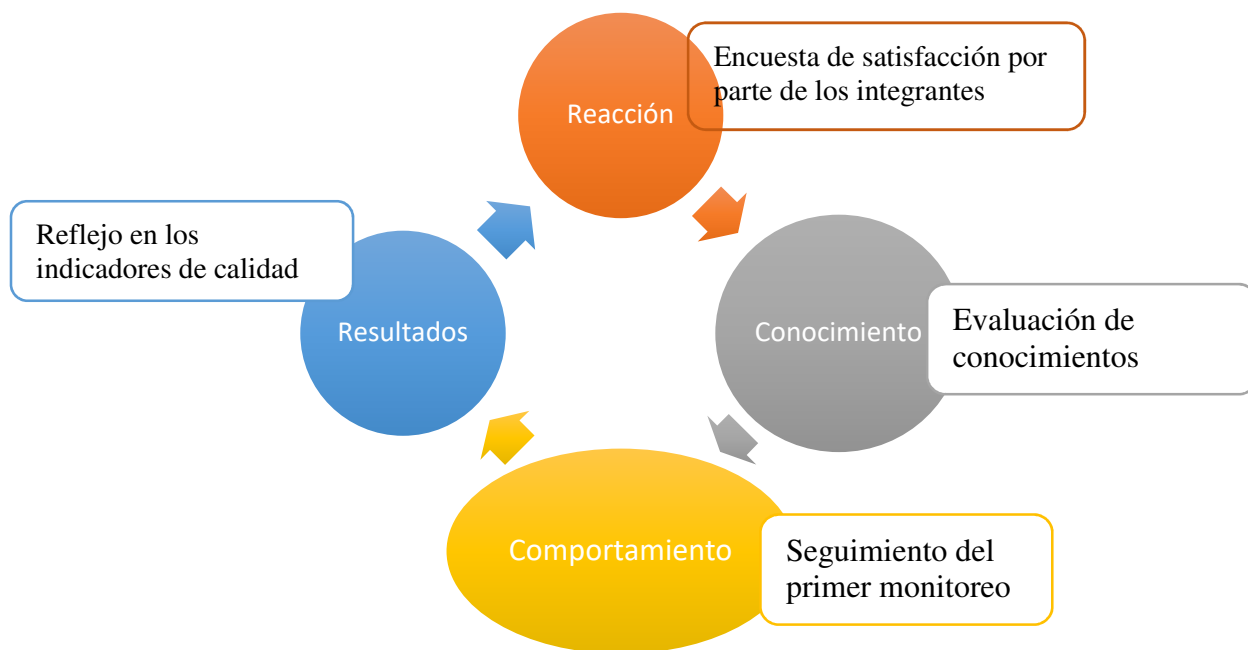 Reacción
Encuesta de satisfacción por
parte de los integrantes
Conocimiento
Evaluación de
conocimientos
Comportamiento
Seguimiento del
primer monitoreo
Resultados
Reflejo en los
indicadores de calidad